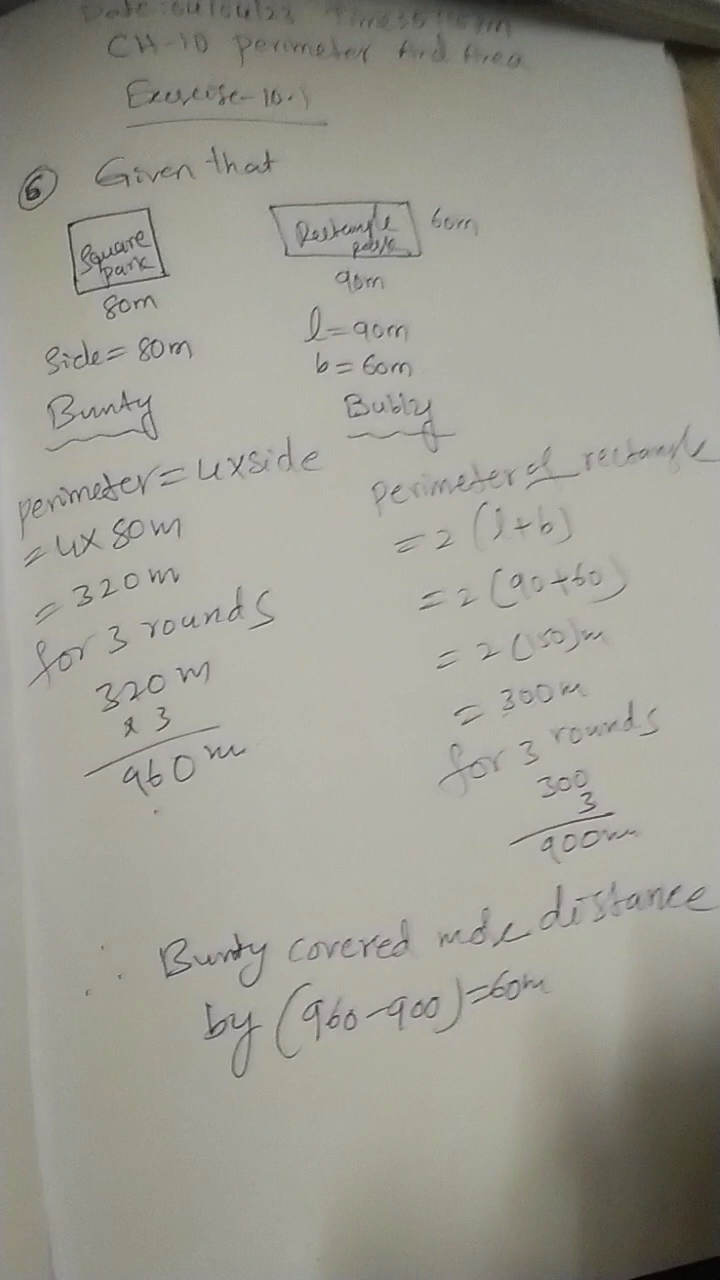 CH-10 Perimeter And Area
Exercise-10.1
6 Given that
Square park
80m
Rectangle park
60m
90m
Side = 80m
l = 90m
b = 60m
Bunty
Bubly
perimeter = 4xside
= 4x 80m
= 320m
for 3 rounds
320m
x 3
960m
perimeter of rectangle
= 2 (l+b)
= 2 (90+60)
= 2 (150)m
= 300m
for 3 rounds
300
3
900m
∴ Bunty covered more distance
by (960-900)=60m